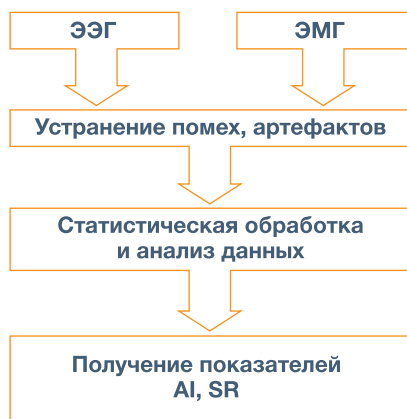 ЭЭГ
ЭМГ
Устранение помех, артефактов
Статистическая обработка
и анализ данных
Получение показателей
AI, SR